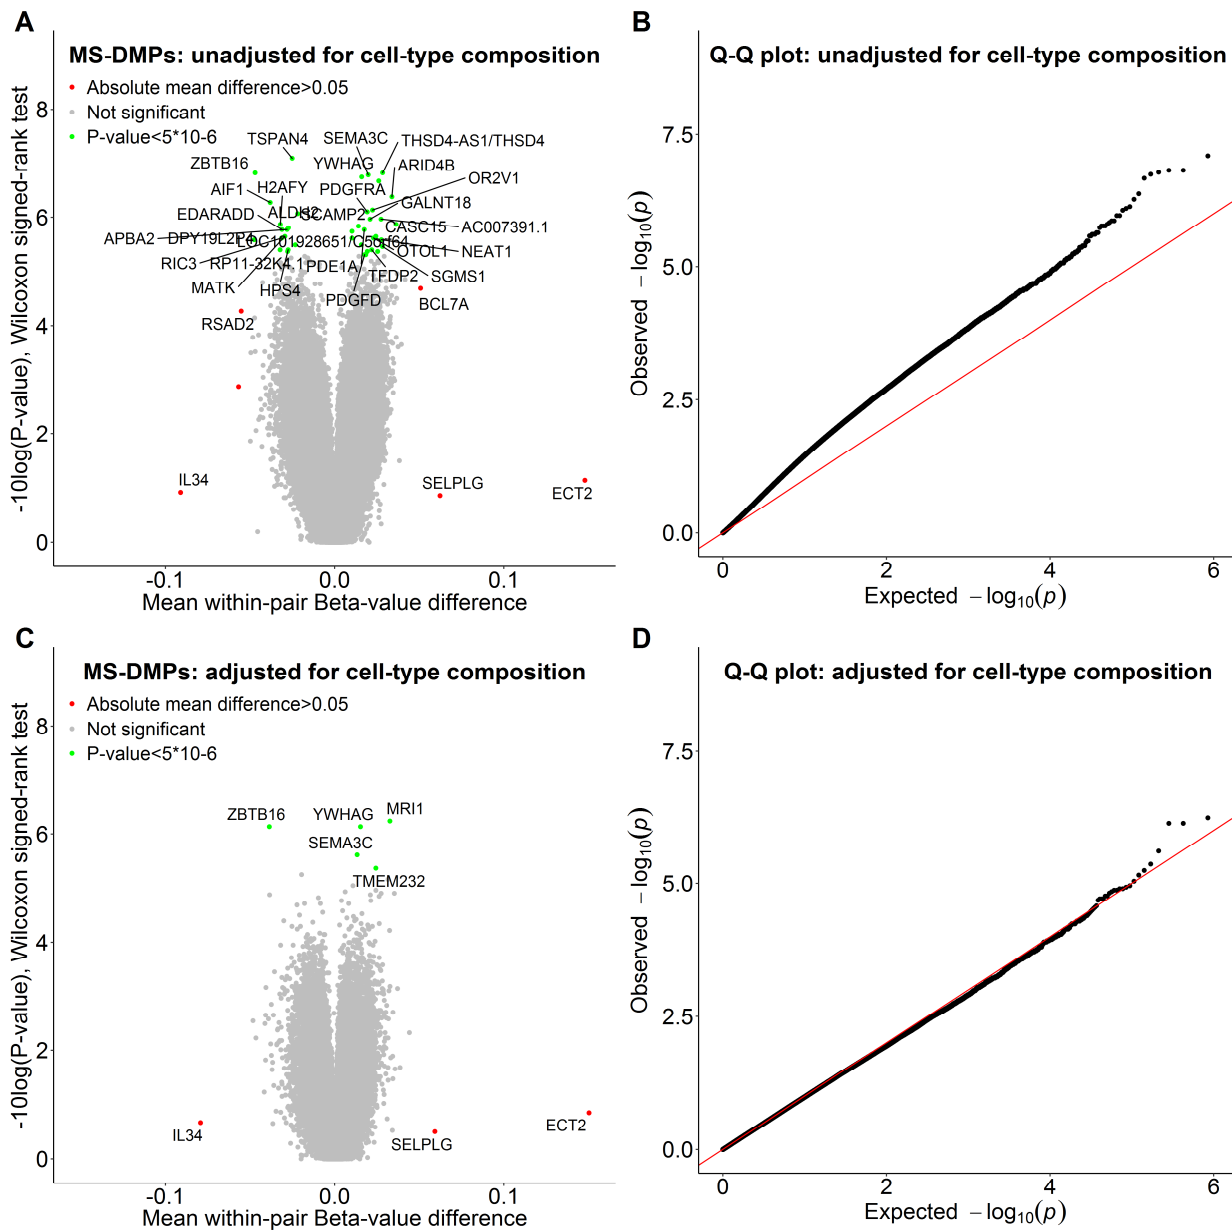 A
MS-DMPs: unadjusted for cell-type composition
Absolute mean difference>0.05
Not significant
P-value<5*10-6
-10log(P-value), Wilcoxon signed-rank test
8
6
4
2
0
TSPAN4
SEMA3C
THSD4-AS1/THSD4
ZBTB16
YWHAG
ARID4B
AIF1
H2AFY
PDGFRA
OR2V1
GALNT18
EDARADD
ALDH2
SCAMP2
CASC15
AC007391.1
APBA2
DPY19L2P4
LOC101928651/C5orf64
OTOL1
NEAT1
RIC3
RP11-32K4.1
PDE1A
TFDP2
SGMS1
MATK
HPS4
PDGFD
BCL7A
RSAD2
IL34
SELPLG
ECT2
-0.1
0.0
0.1
Mean within-pair Beta-value difference
B
Q-Q plot: unadjusted for cell-type composition
Observed −log10(p)
7.5
5.0
2.5
0.0
0
2
4
6
Expected −log10(p)
C
MS-DMPs: adjusted for cell-type composition
Absolute mean difference>0.05
Not significant
P-value<5*10-6
-10log(P-value), Wilcoxon signed-rank test
8
6
4
2
0
ZBTB16
YWHAG
MRI1
SEMA3C
TMEM232
IL34
SELPLG
ECT2
-0.1
0.0
0.1
Mean within-pair Beta-value difference
D
Q-Q plot: adjusted for cell-type composition
Observed −log10(p)
7.5
5.0
2.5
0.0
0
2
4
6
Expected −log10(p)